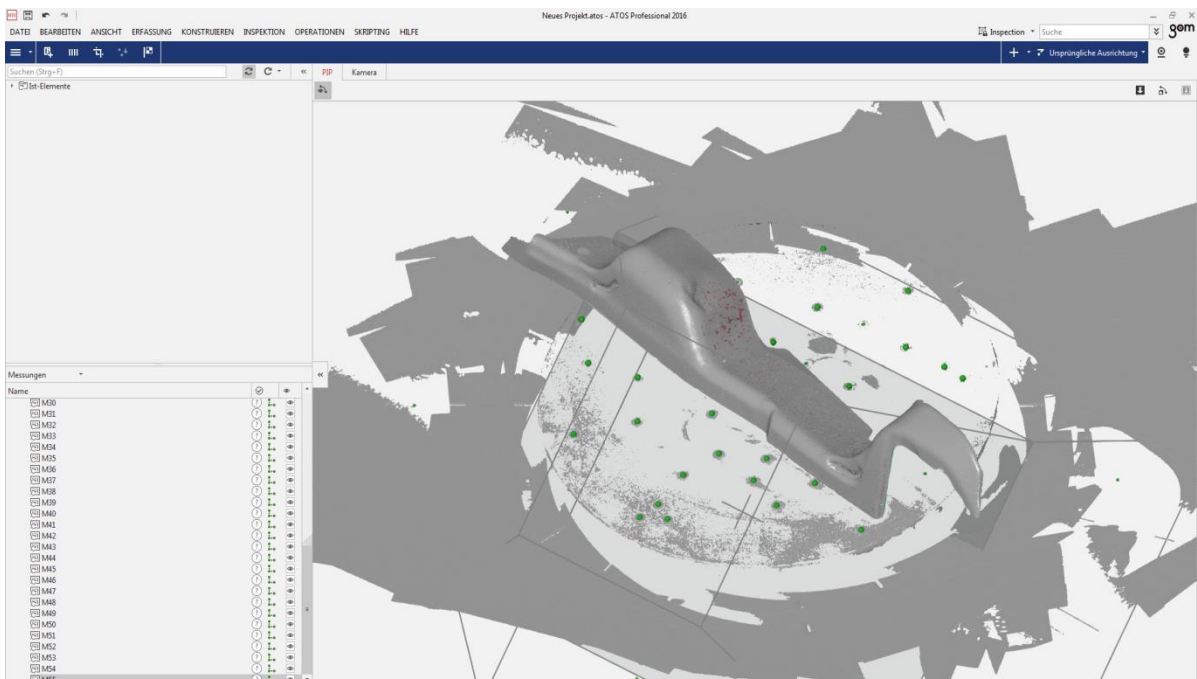 Neues Projekt.atos - ATOS Professional 2016
DATEI BEARBEITEN ANSICHT ERFASSUNG KONSTRUIEREN INSPEKTION OPERATIONEN SKRIPTING HILFE
Inspection Suche gom
Ursprüngliche Ausrichtung
Suchen (Strg+F)
PIP Kamera
Ist-Elemente
Messungen
Name
M30
M31
M32
M33
M34
M35
M36
M37
M38
M39
M40
M41
M42
M43
M44
M45
M46
M47
M48
M49
M50
M51
M52
M53
M54
M55